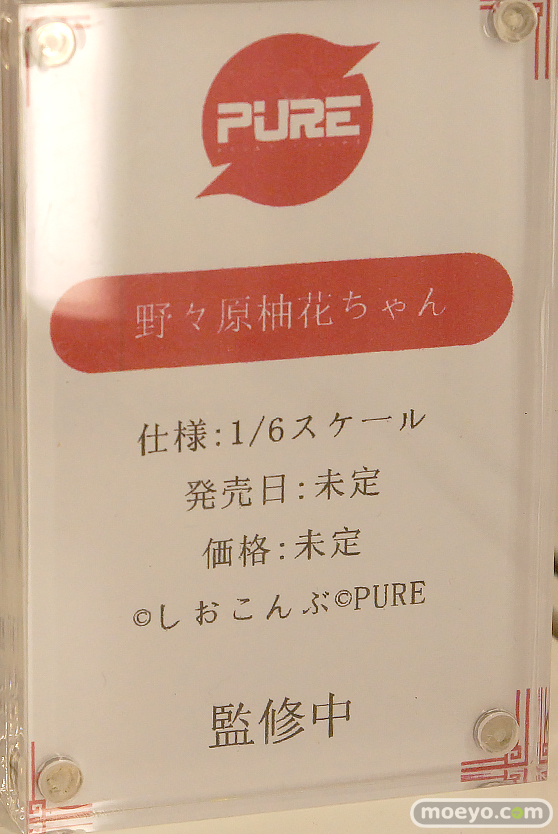 PURE
野々原柚花ちゃん
仕様:1/6スケール
発売日:未定
価格:未定
©しおこんぶ©PURE
監修中
moeyo.com